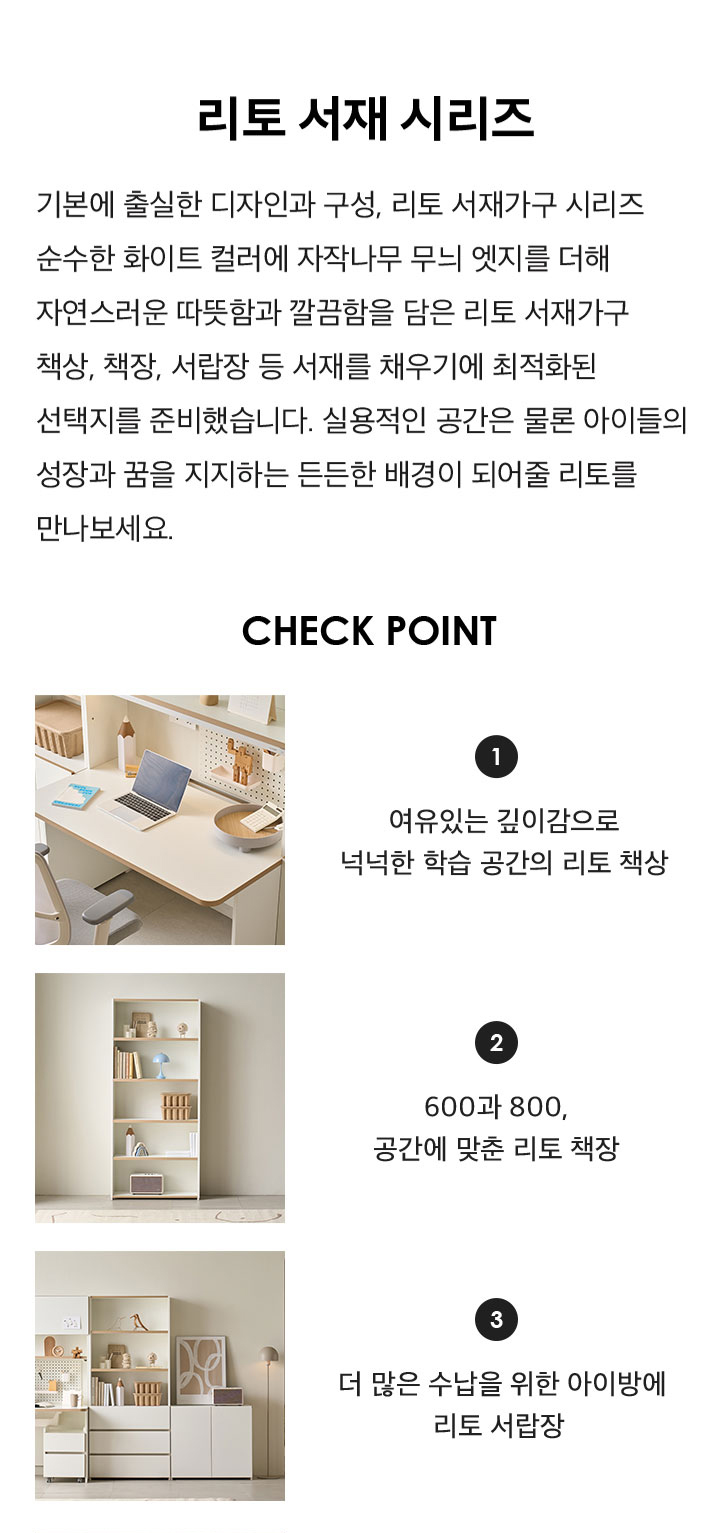 리토 서재 시리즈
기본에 출실한 디자인과 구성, 리토 서재가구 시리즈
순수한 화이트 컬러에 자작나무 무늬 엣지를 더해
자연스러운 따뜻함과 깔끔함을 담은 리토 서재가구
책상, 책장, 서랍장 등 서재를 채우기에 최적화된
선택지를 준비했습니다. 실용적인 공간은 물론 아이들의
성장과 꿈을 지지하는 든든한 배경이 되어줄 리토를
만나보세요.
CHECK POINT
1
여유있는 깊이감으로
넉넉한 학습 공간의 리토 책상
2
600과 800,
공간에 맞춘 리토 책장
3
더 많은 수납을 위한 아이방에
리토 서랍장